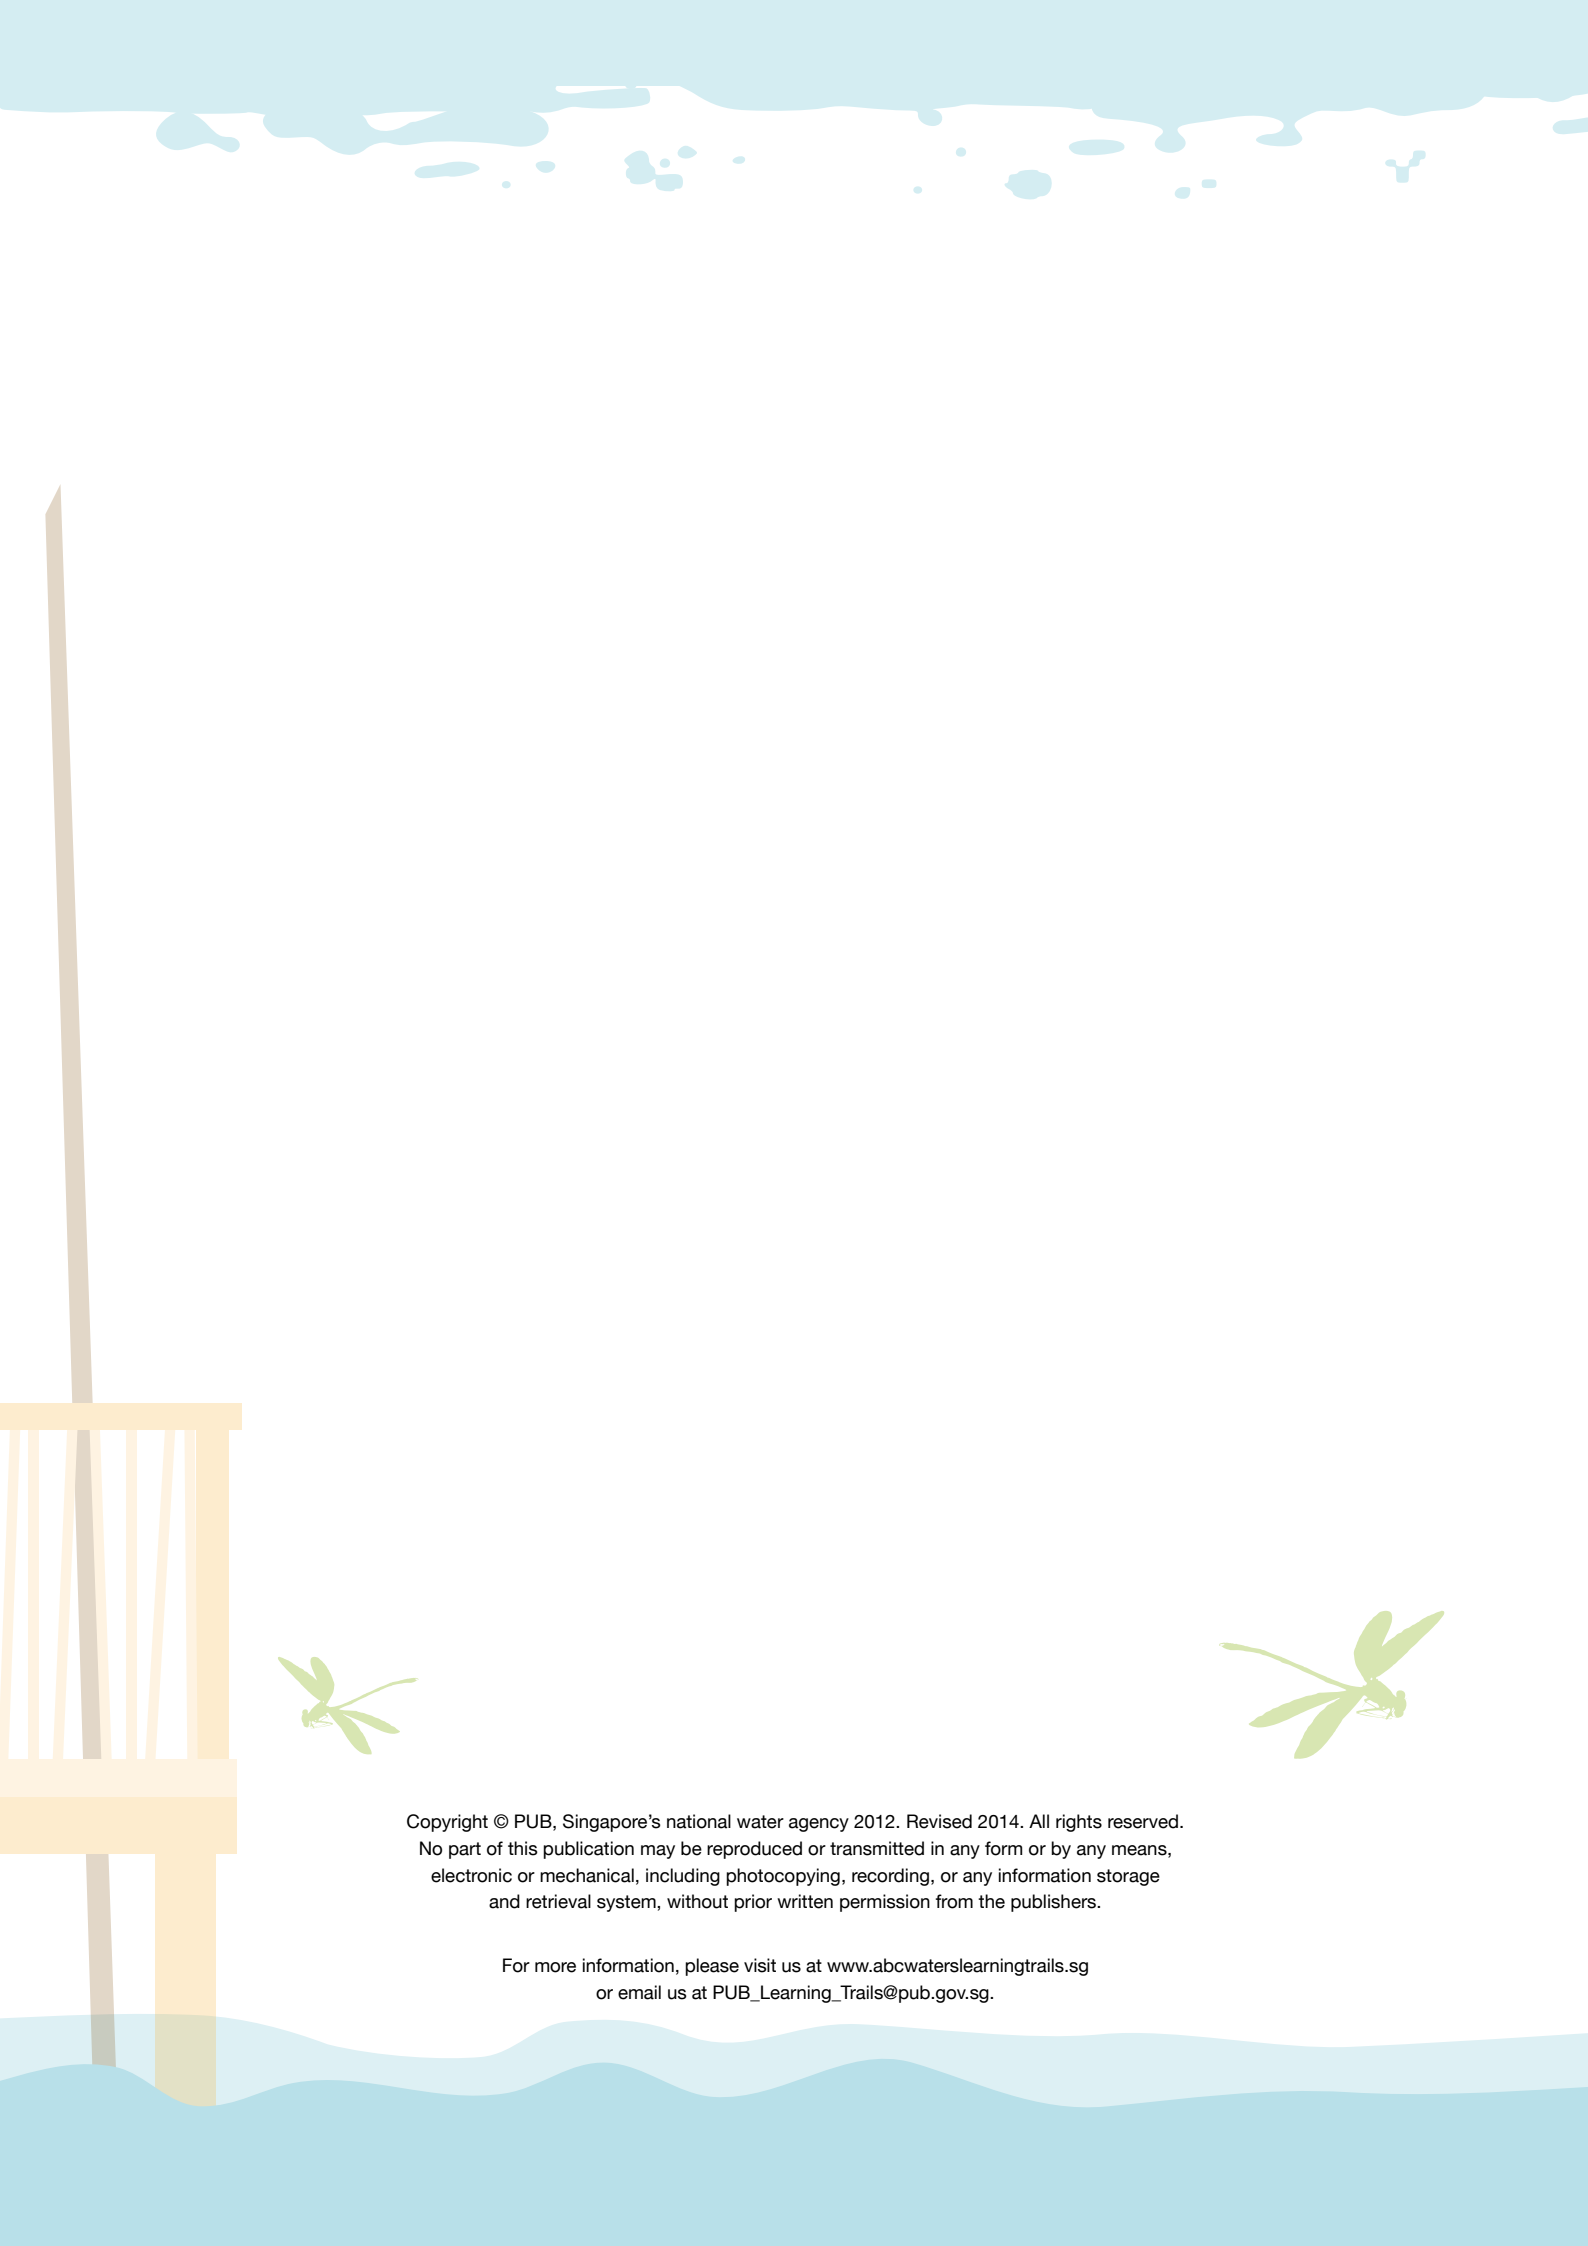 Copyright © PUB, Singapore’s national water agency 2012. Revised 2014. All rights reserved.
No part of this publication may be reproduced or transmitted in any form or by any means,
electronic or mechanical, including photocopying, recording, or any information storage
and retrieval system, without prior written permission from the publishers.
For more information, please visit us at www.abcwaterslearningtrails.sg
or email us at PUB_Learning_Trails@pub.gov.sg.